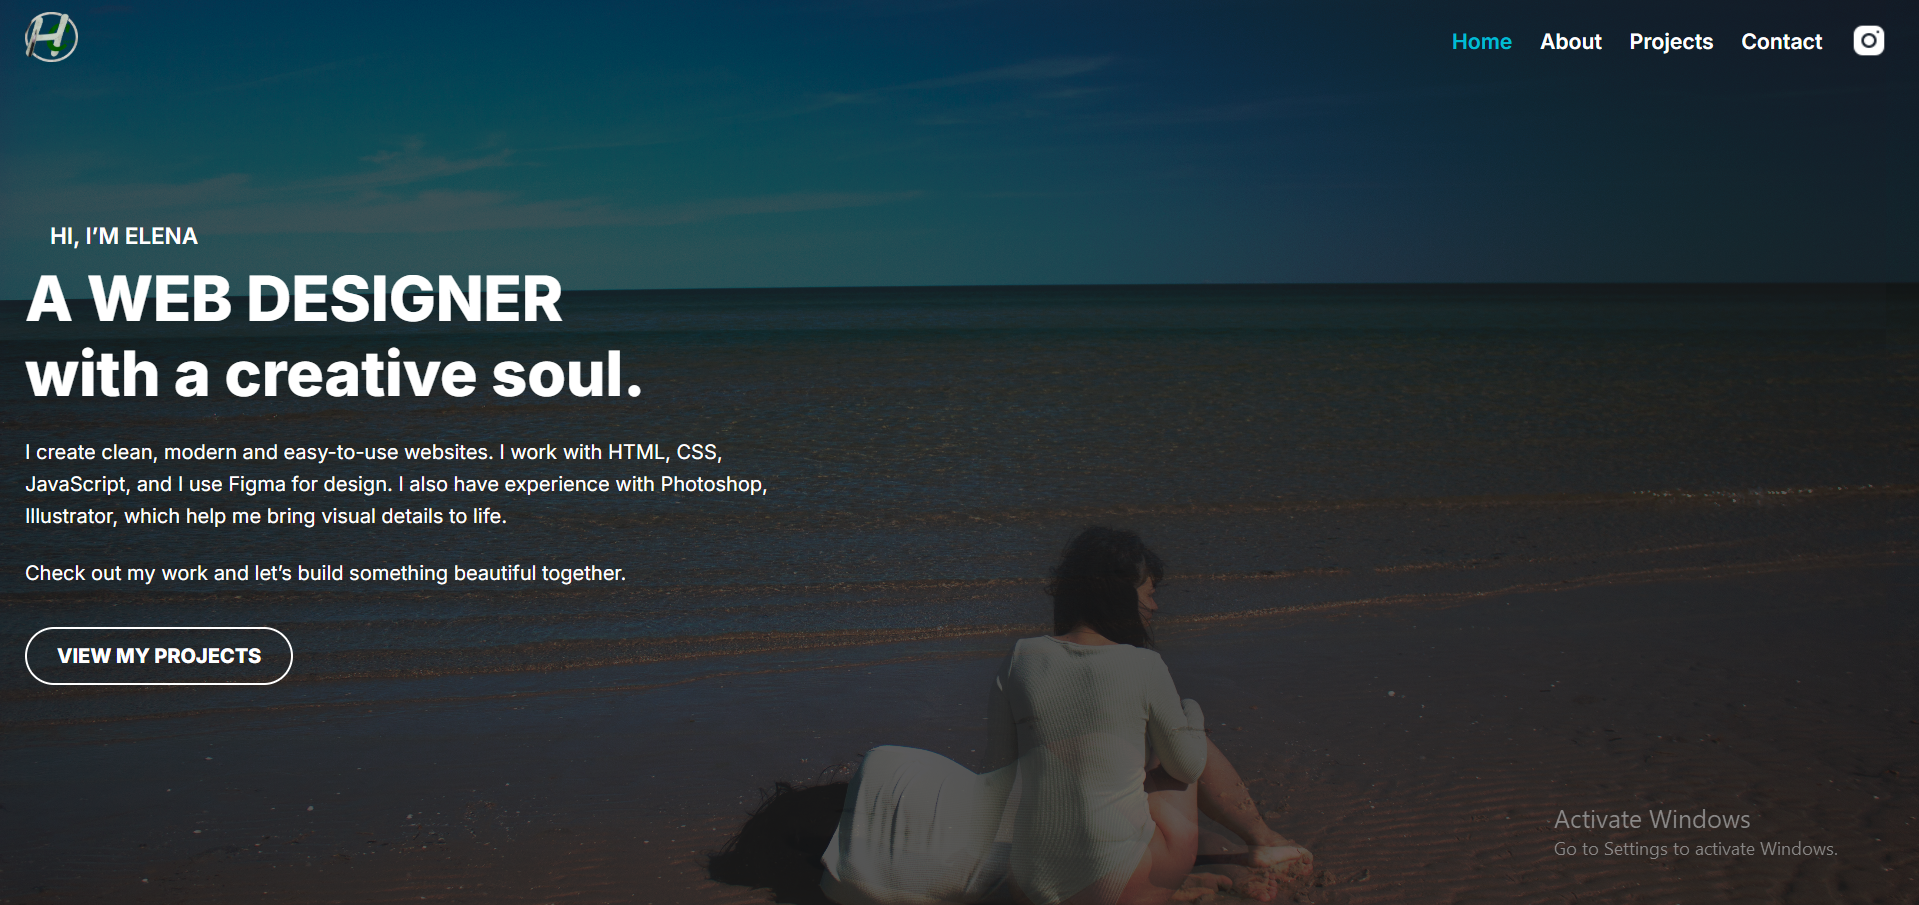 Home About Projects Contact
HI, I’M ELENA
A WEB DESIGNER
with a creative soul.
I create clean, modern and easy-to-use websites. I work with HTML, CSS,
JavaScript, and I use Figma for design. I also have experience with Photoshop,
Illustrator, which help me bring visual details to life.
Check out my work and let’s build something beautiful together.
VIEW MY PROJECTS
Activate Windows
Go to Settings to activate Windows.